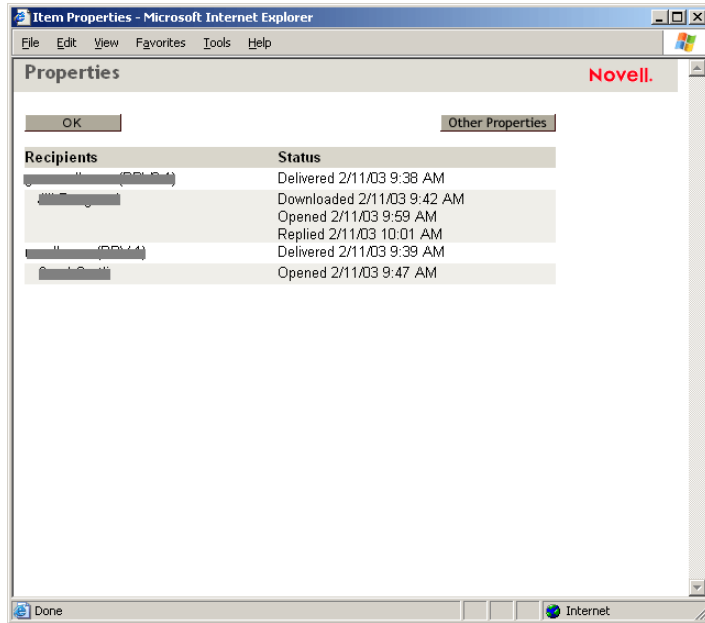 Item Properties - Microsoft Internet Explorer
File Edit View Favorites Tools Help
Properties
Novell.
OK
Other Properties
Recipients Status
Delivered 2/11/03 9:38 AM
Downloaded 2/11/03 9:42 AM
Opened 2/11/03 9:59 AM
Replied 2/11/03 10:01 AM
Delivered 2/11/03 9:39 AM
Opened 2/11/03 9:47 AM
Done
Internet